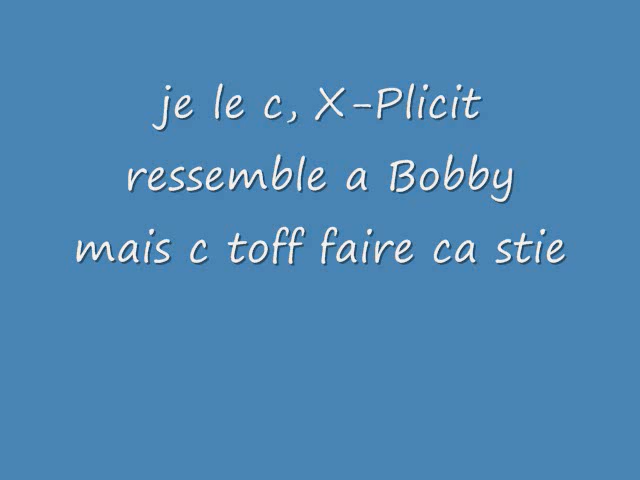 je le c, X-Plicit
ressemble a Bobby
mais c toff faire ca stie